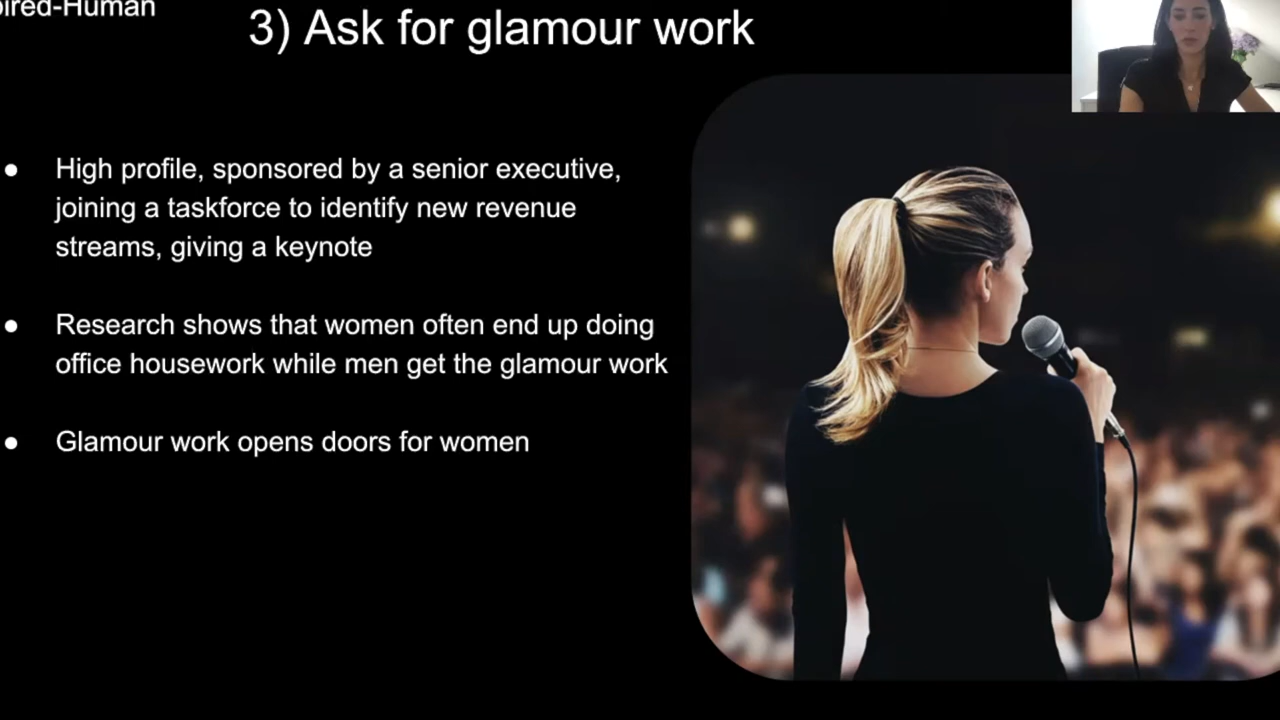 3) Ask for glamour work
● High profile, sponsored by a senior executive,
joining a taskforce to identify new revenue
streams, giving a keynote
● Research shows that women often end up doing
office housework while men get the glamour work
● Glamour work opens doors for women